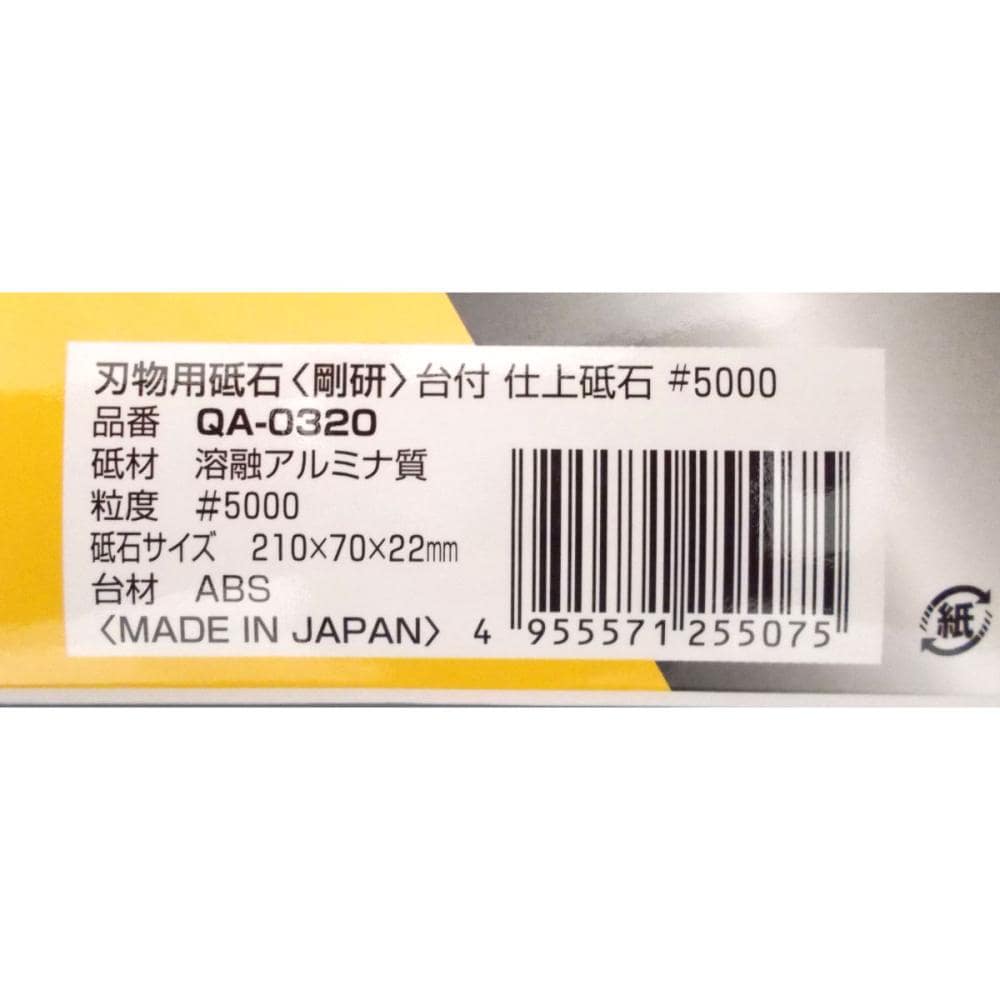 刃物用砥石〈剛研〉台付 仕上砥石 #5000
品番 QA-0320
砥材 溶融アルミナ質
粒度 #5000
砥石サイズ 210×70×22mm
台材 ABS
〈MADE IN JAPAN〉
4 955571 255075
紙